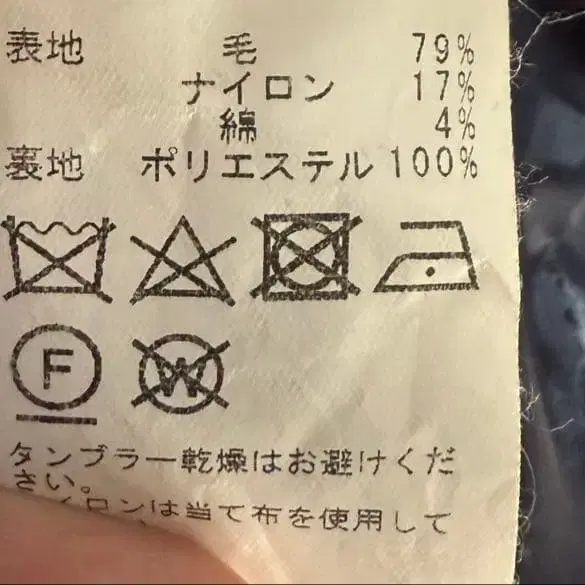 表地 毛 79%
ナイロン 17%
綿 4%
裏地 ポリエステル 100%
F W
タンブラー乾燥はお避けくだ
さい。
イロンは当て布を使用して